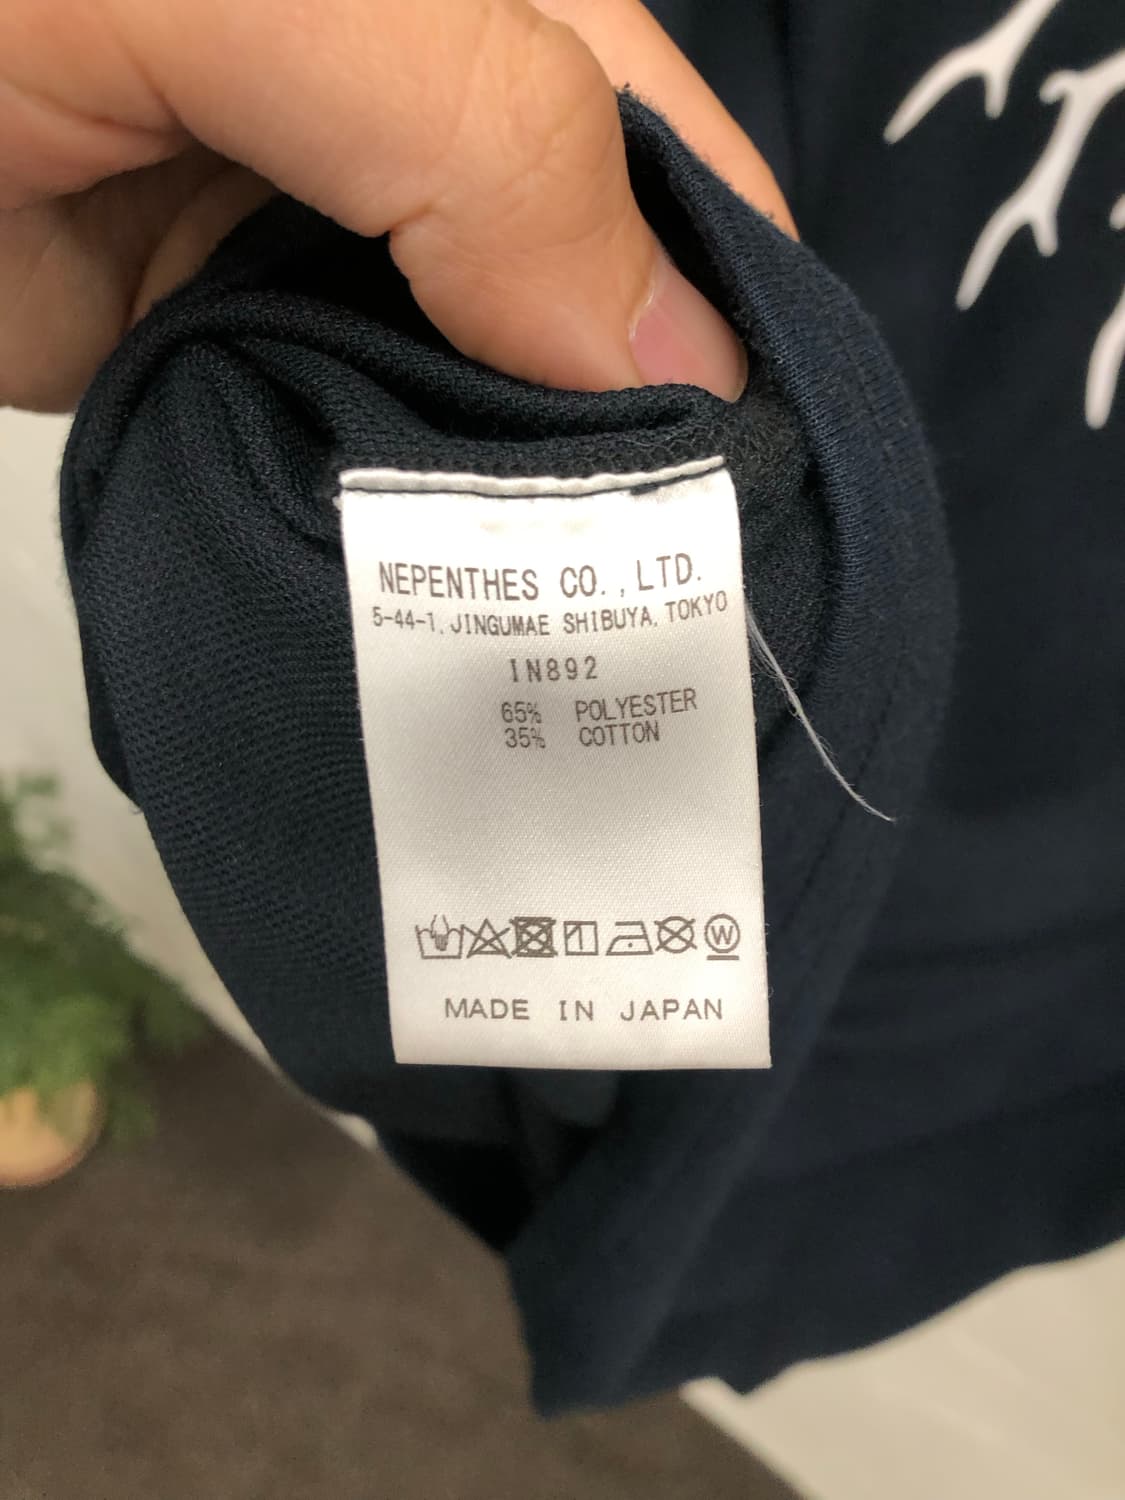 NEPENTHES CO., LTD.
5-44-1, JINGUMAE SHIBUYA, TOKYO
IN892
65% POLYESTER
35% COTTON
W
MADE IN JAPAN